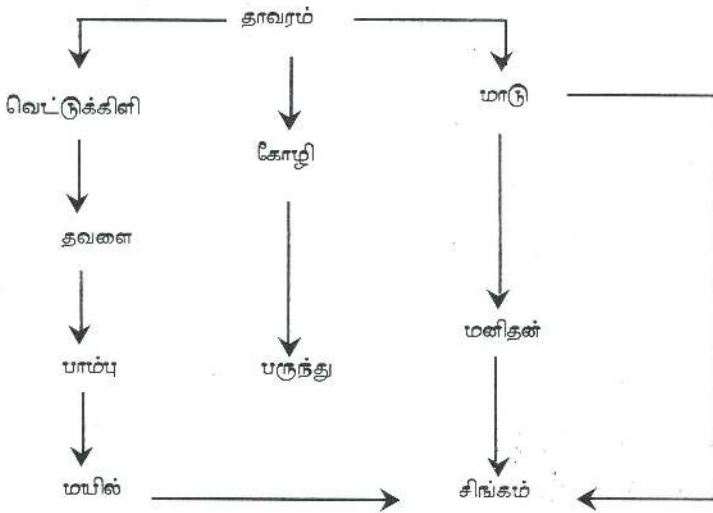 தாவரம்
வெட்டுக்கிளி
மாடு
கோழி
தவளை
மனிதன்
பாம்பு
பருந்து
மயில்
சிங்கம்